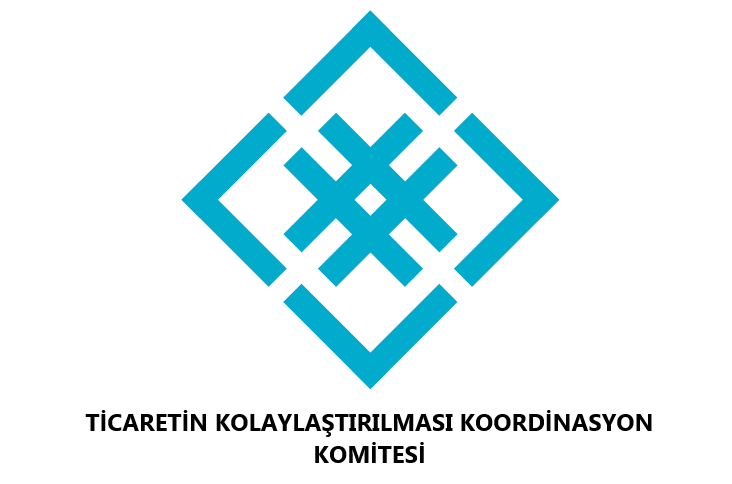 TİCARETİN KOLAYLAŞTIRILMASI KOORDİNASYON
KOMİTESİ